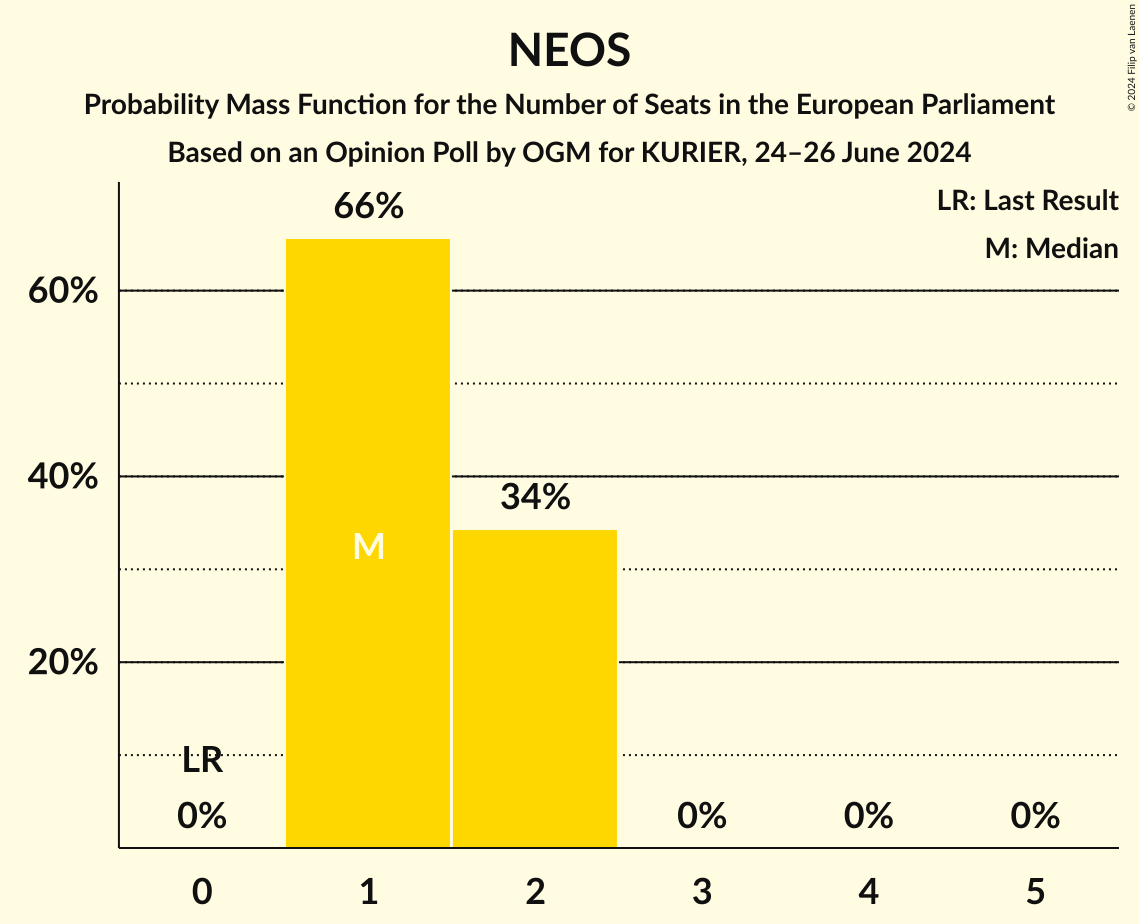 NEOS
Probability Mass Function for the Number of Seats in the European Parliament
Based on an Opinion Poll by OGM for KURIER, 24–26 June 2024
© 2024 Filip van Laenen
LR: Last Result
M: Median
66%
60%
40%
34%
M
20%
LR
0%
0%
0%
0%
0
1
2
3
4
5